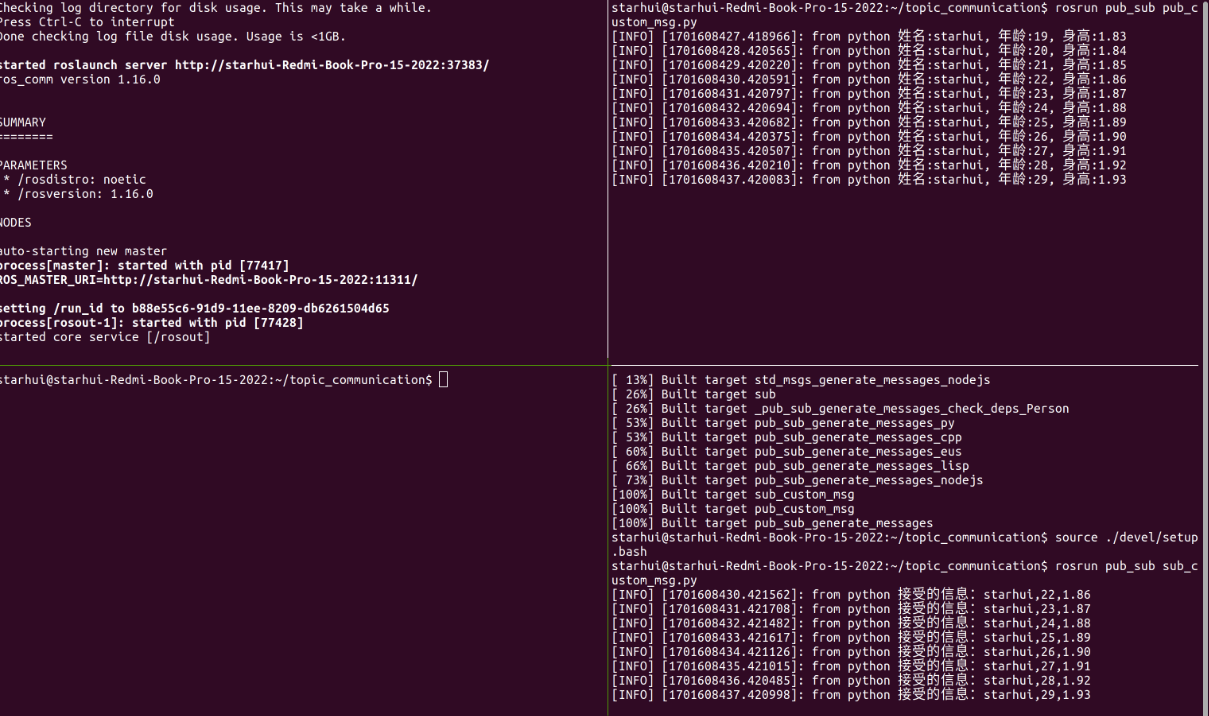 Checking log directory for disk usage. This may take a while.
Press Ctrl-C to interrupt
Done checking log file disk usage. Usage is <1GB.
started roslaunch server http://starhui-Redmi-Book-Pro-15-2022:37383/
ros_comm version 1.16.0
SUMMARY
========
PARAMETERS
* /rosdistro: noetic
* /rosversion: 1.16.0
NODES
auto-starting new master
process[master]: started with pid [77417]
ROS_MASTER_URI=http://starhui-Redmi-Book-Pro-15-2022:11311/
setting /run_id to b88e55c6-91d9-11ee-8209-db6261504d65
process[rosout-1]: started with pid [77428]
started core service [/rosout]
starhui@starhui-Redmi-Book-Pro-15-2022:~/topic_communication$ rosrun pub_sub pub_c
ustom_msg.py
[INFO] [1701608427.418966]: from python 姓名:starhui, 年龄:19, 身高:1.83
[INFO] [1701608428.420565]: from python 姓名:starhui, 年龄:20, 身高:1.84
[INFO] [1701608429.420220]: from python 姓名:starhui, 年龄:21, 身高:1.85
[INFO] [1701608430.420591]: from python 姓名:starhui, 年龄:22, 身高:1.86
[INFO] [1701608431.420797]: from python 姓名:starhui, 年龄:23, 身高:1.87
[INFO] [1701608432.420694]: from python 姓名:starhui, 年龄:24, 身高:1.88
[INFO] [1701608433.420682]: from python 姓名:starhui, 年龄:25, 身高:1.89
[INFO] [1701608434.420375]: from python 姓名:starhui, 年龄:26, 身高:1.90
[INFO] [1701608435.420507]: from python 姓名:starhui, 年龄:27, 身高:1.91
[INFO] [1701608436.420210]: from python 姓名:starhui, 年龄:28, 身高:1.92
[INFO] [1701608437.420083]: from python 姓名:starhui, 年龄:29, 身高:1.93
starhui@starhui-Redmi-Book-Pro-15-2022:~/topic_communication$
[ 13%] Built target std_msgs_generate_messages_nodejs
[ 26%] Built target sub
[ 26%] Built target _pub_sub_generate_messages_check_deps_Person
[ 53%] Built target pub_sub_generate_messages_py
[ 53%] Built target pub_sub_generate_messages_cpp
[ 60%] Built target pub_sub_generate_messages_eus
[ 66%] Built target pub_sub_generate_messages_lisp
[ 73%] Built target pub_sub_generate_messages_nodejs
[100%] Built target sub_custom_msg
[100%] Built target pub_custom_msg
[100%] Built target pub_sub_generate_messages
starhui@starhui-Redmi-Book-Pro-15-2022:~/topic_communication$ source ./devel/setup
.bash
starhui@starhui-Redmi-Book-Pro-15-2022:~/topic_communication$ rosrun pub_sub sub_c
ustom_msg.py
[INFO] [1701608430.421562]: from python 接受的信息: starhui,22,1.86
[INFO] [1701608431.421708]: from python 接受的信息: starhui,23,1.87
[INFO] [1701608432.421482]: from python 接受的信息: starhui,24,1.88
[INFO] [1701608433.421617]: from python 接受的信息: starhui,25,1.89
[INFO] [1701608434.421126]: from python 接受的信息: starhui,26,1.90
[INFO] [1701608435.421015]: from python 接受的信息: starhui,27,1.91
[INFO] [1701608436.420485]: from python 接受的信息: starhui,28,1.92
[INFO] [1701608437.420998]: from python 接受的信息: starhui,29,1.93